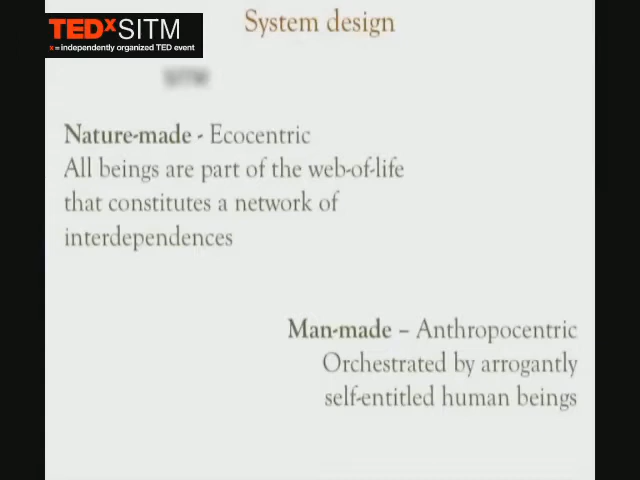 System design
TEDxSITM
x = independently organized TED event
SITM
Nature-made - Ecocentric
All beings are part of the web-of-life
that constitutes a network of
interdependences
Man-made – Anthropocentric
Orchestrated by arrogantly
self-entitled human beings